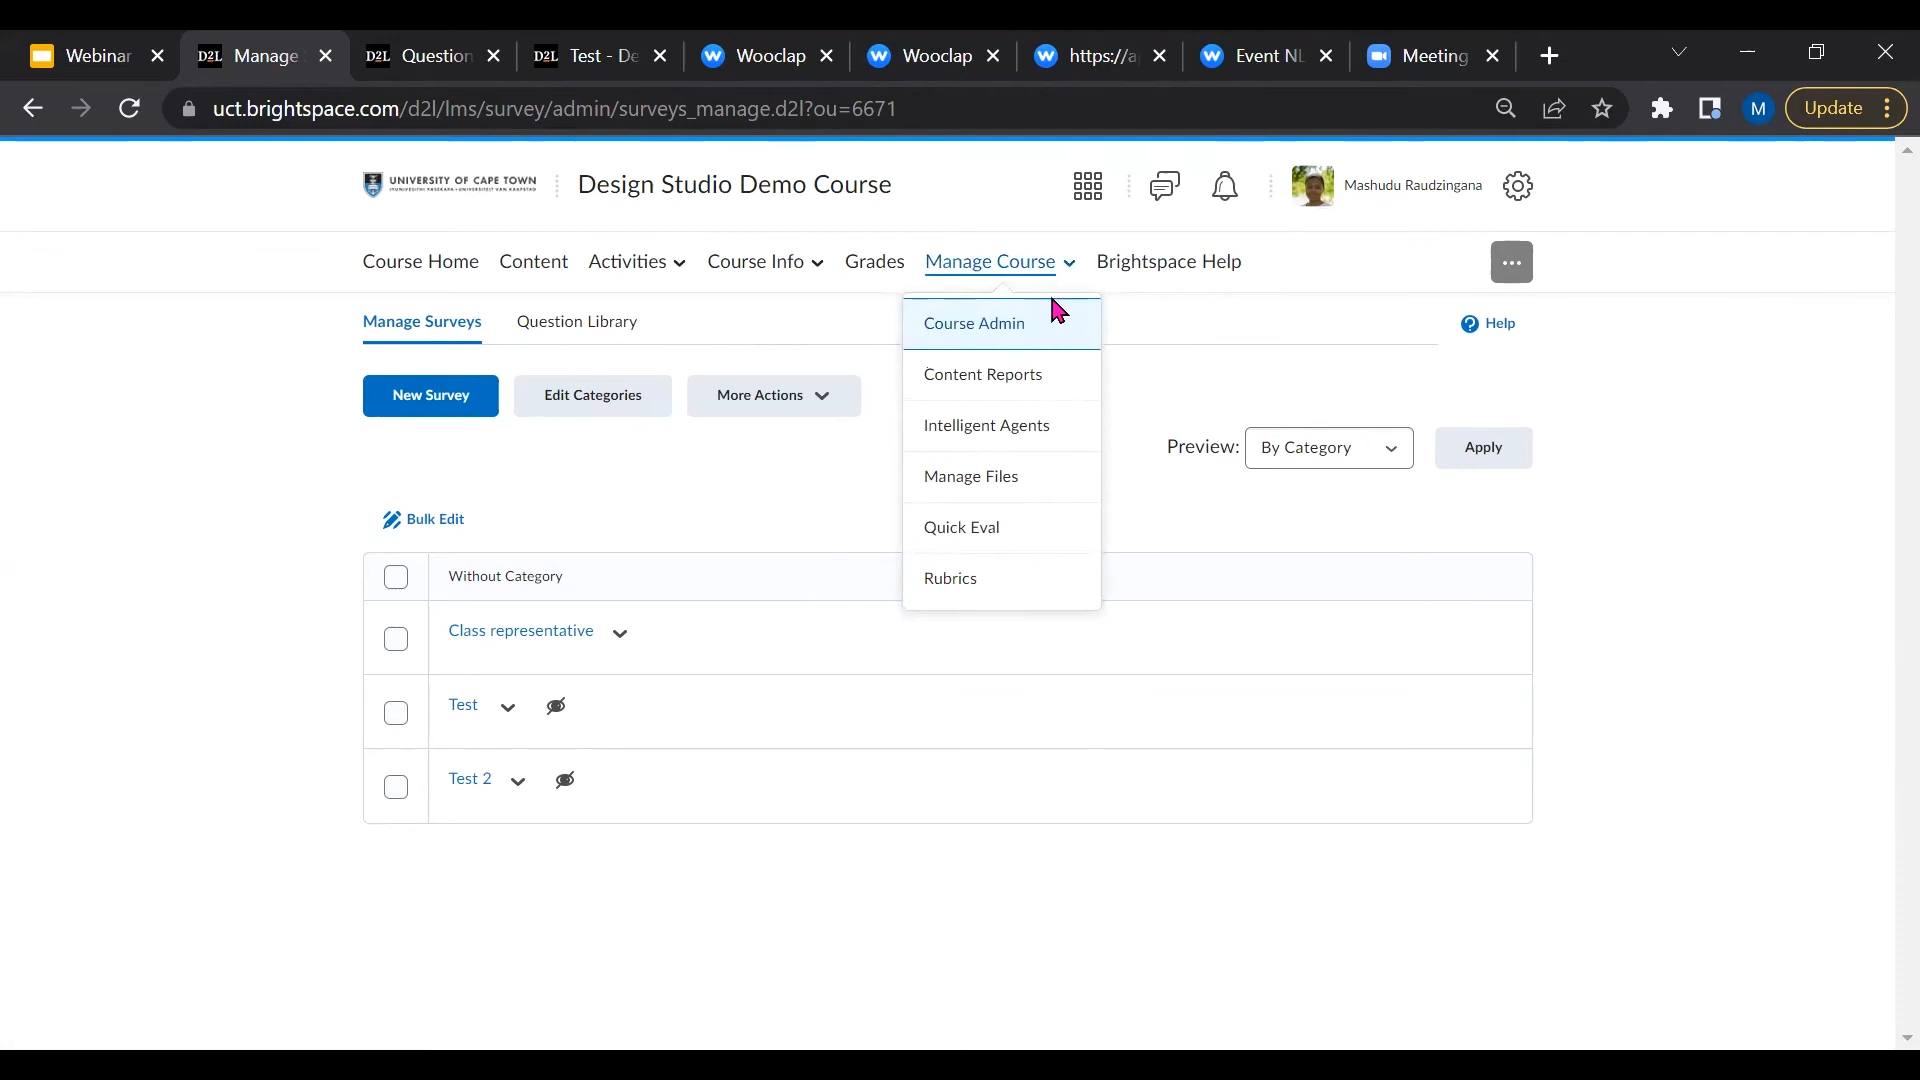 Webinar
Manage
Question
Test - De
Wooclap
Wooclap
https://a
Event NL
Meeting
uct.brightspace.com/d2l/lms/survey/admin/surveys_manage.d2l?ou=6671
M
Update
UNIVERSITY OF CAPE TOWN
Design Studio Demo Course
Mashudu Raudzingana
Course Home
Content
Activities
Course Info
Grades
Manage Course
Brightspace Help
Manage Surveys
Question Library
Help
Course Admin
Content Reports
Intelligent Agents
Manage Files
Quick Eval
Rubrics
New Survey
Edit Categories
More Actions
Preview:
By Category
Apply
Bulk Edit
Without Category
Class representative
Test
Test 2